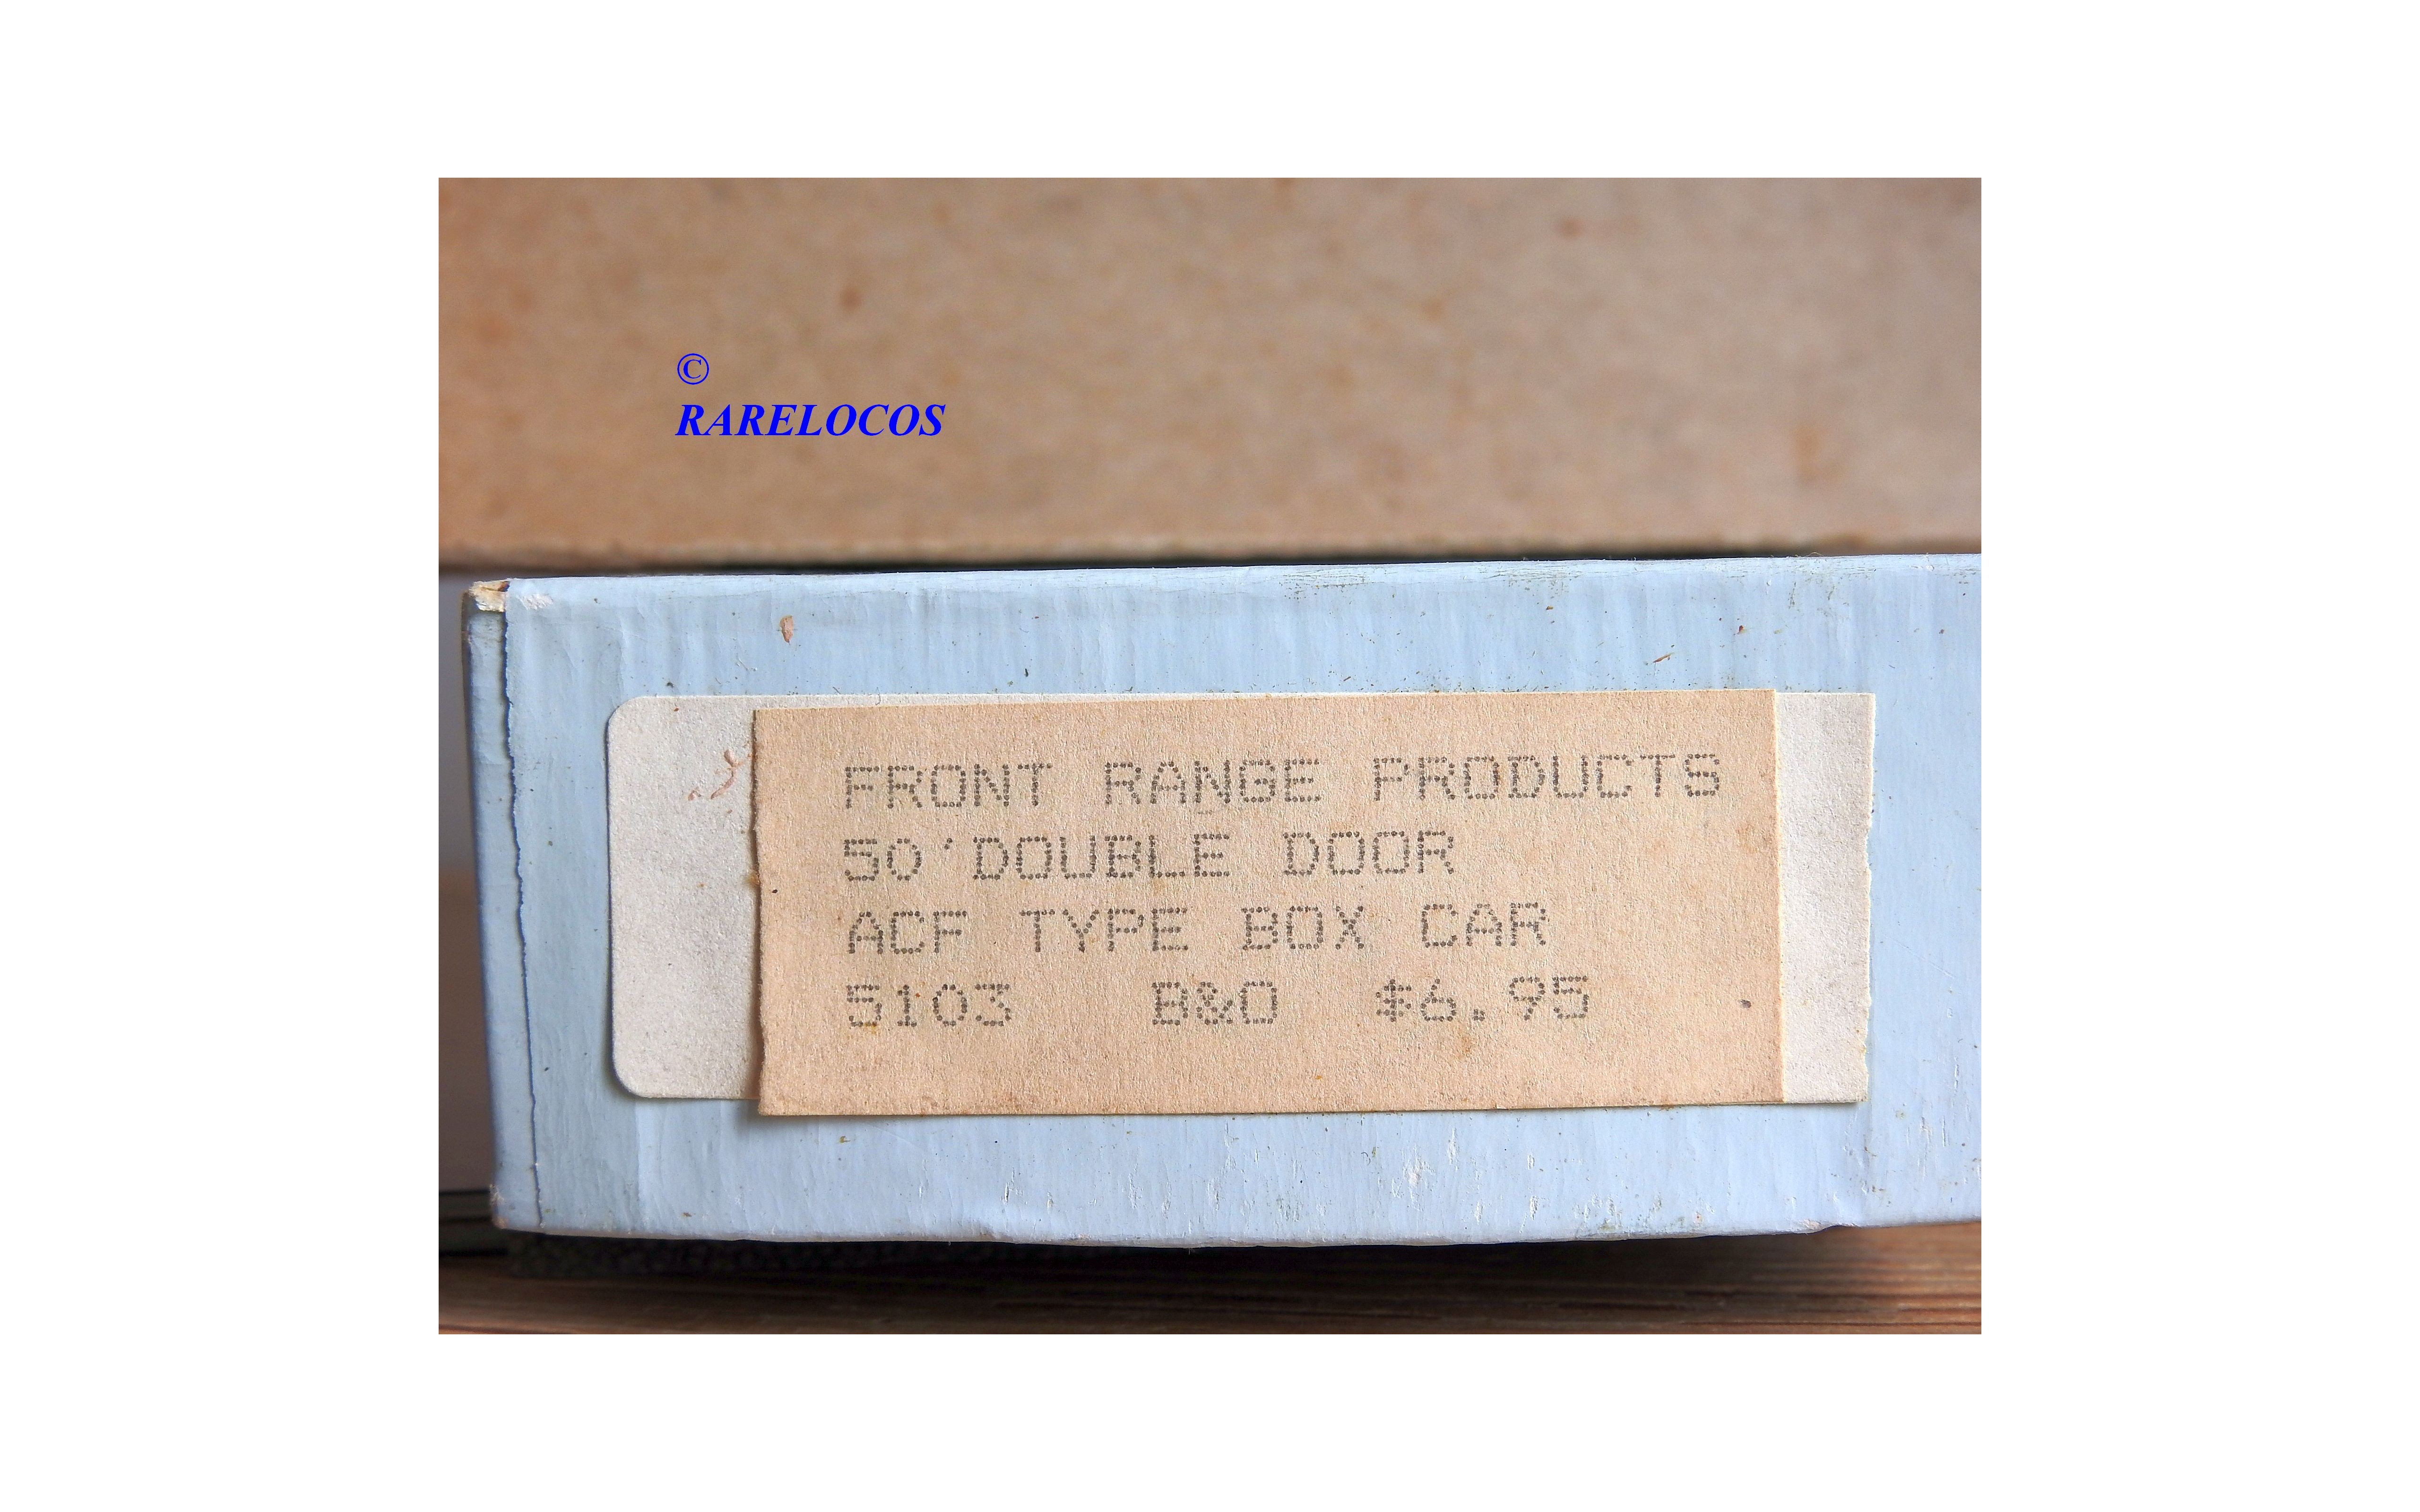 ©
RARELOCOS
FRONT RANGE PRODUCTS
50'DOUBLE DOOR
ACF TYPE BOX CAR
5103 B&O $6.95